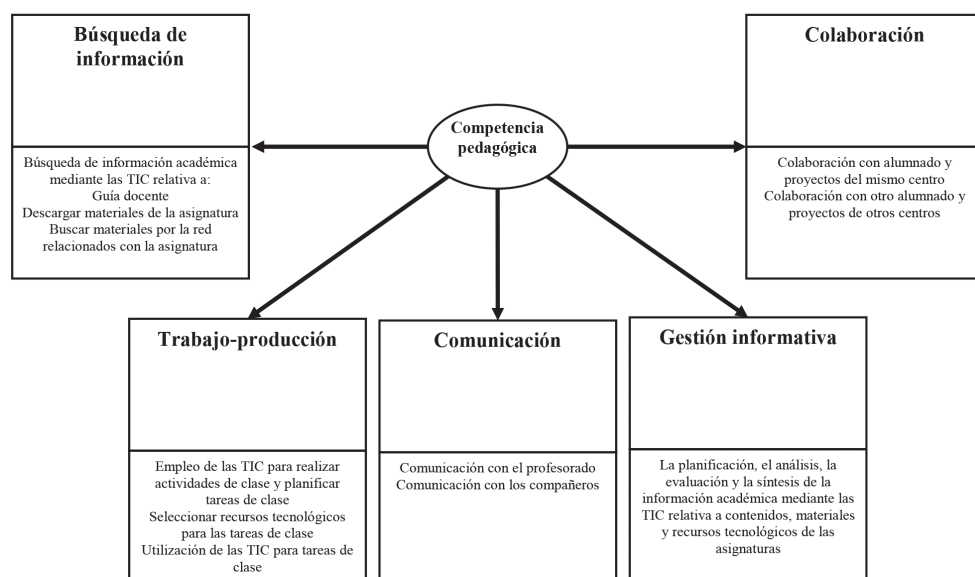 Búsqueda de
información
Búsqueda de información académica
mediante las TIC relativa a:
Guía docente
Descargar materiales de la asignatura
Buscar materiales por la red
relacionados con la asignatura
Competencia
pedagógica
Colaboración
Colaboración con alumnado y
proyectos del mismo centro
Colaboración con otro alumnado y
proyectos de otros centros
Trabajo-producción
Empleo de las TIC para realizar
actividades de clase y planificar
tareas de clase
Seleccionar recursos tecnológicos
para las tareas de clase
Utilización de las TIC para tareas de
clase
Comunicación
Comunicación con el profesorado
Comunicación con los compañeros
Gestión informativa
La planificación, el análisis, la
evaluación y la síntesis de la
información académica mediante las
TIC relativa a contenidos, materiales
y recursos tecnológicos de las
asignaturas